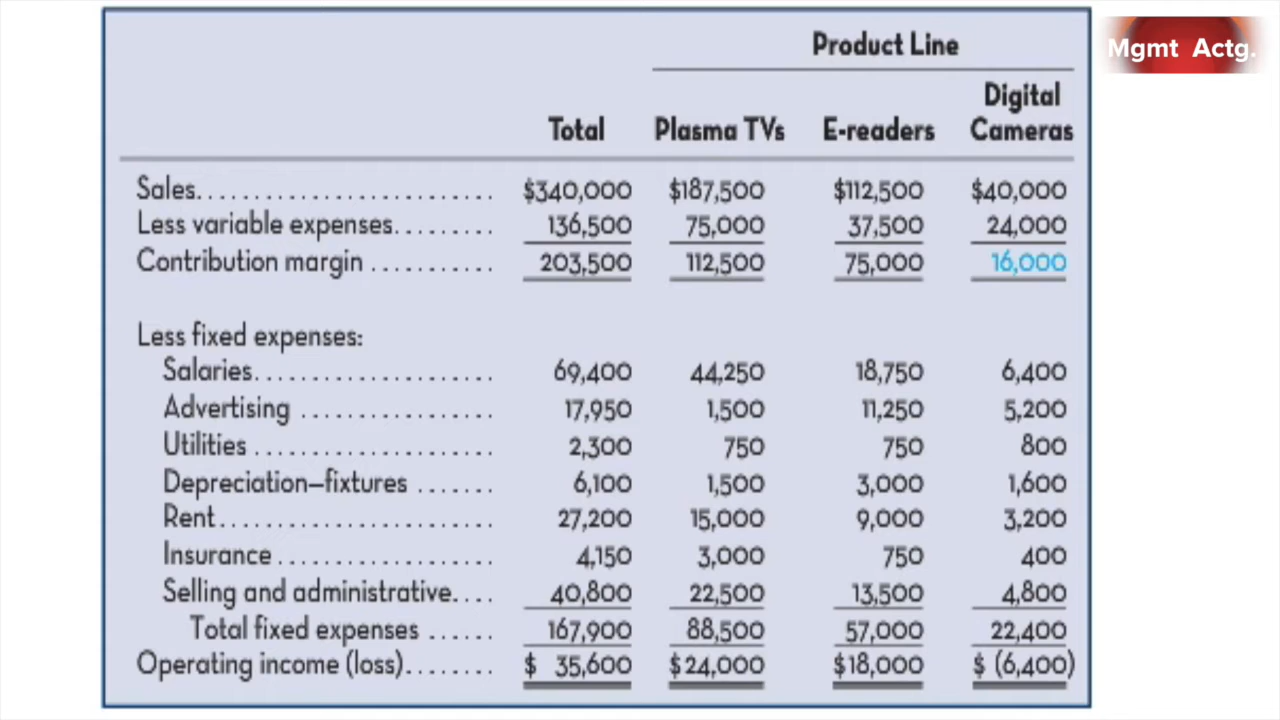 Mgmt Actg.
Product Line
Total Plasma TVs E-readers Digital Cameras
Sales. . . . . . . . . . . . . . . . . . . . . . . . . $340,000 $187,500 $112,500 $40,000
Less variable expenses. . . . . . . . . 136,500 75,000 37,500 24,000
Contribution margin . . . . . . . . . . . 203,500 112,500 75,000 16,000
Less fixed expenses:
Salaries. . . . . . . . . . . . . . . . . . . . . 69,400 44,250 18,750 6,400
Advertising . . . . . . . . . . . . . . . . . 17,950 1,500 11,250 5,200
Utilities . . . . . . . . . . . . . . . . . . . . . 2,300 750 750 800
Depreciation–fixtures . . . . . . . 6,100 1,500 3,000 1,600
Rent. . . . . . . . . . . . . . . . . . . . . . . . 27,200 15,000 9,000 3,200
Insurance . . . . . . . . . . . . . . . . . . . 4,150 3,000 750 400
Selling and administrative. . . . 40,800 22,500 13,500 4,800
Total fixed expenses . . . . . . 167,900 88,500 57,000 22,400
Operating income (loss). . . . . . . . $ 35,600 $24,000 $18,000 $ (6,400)